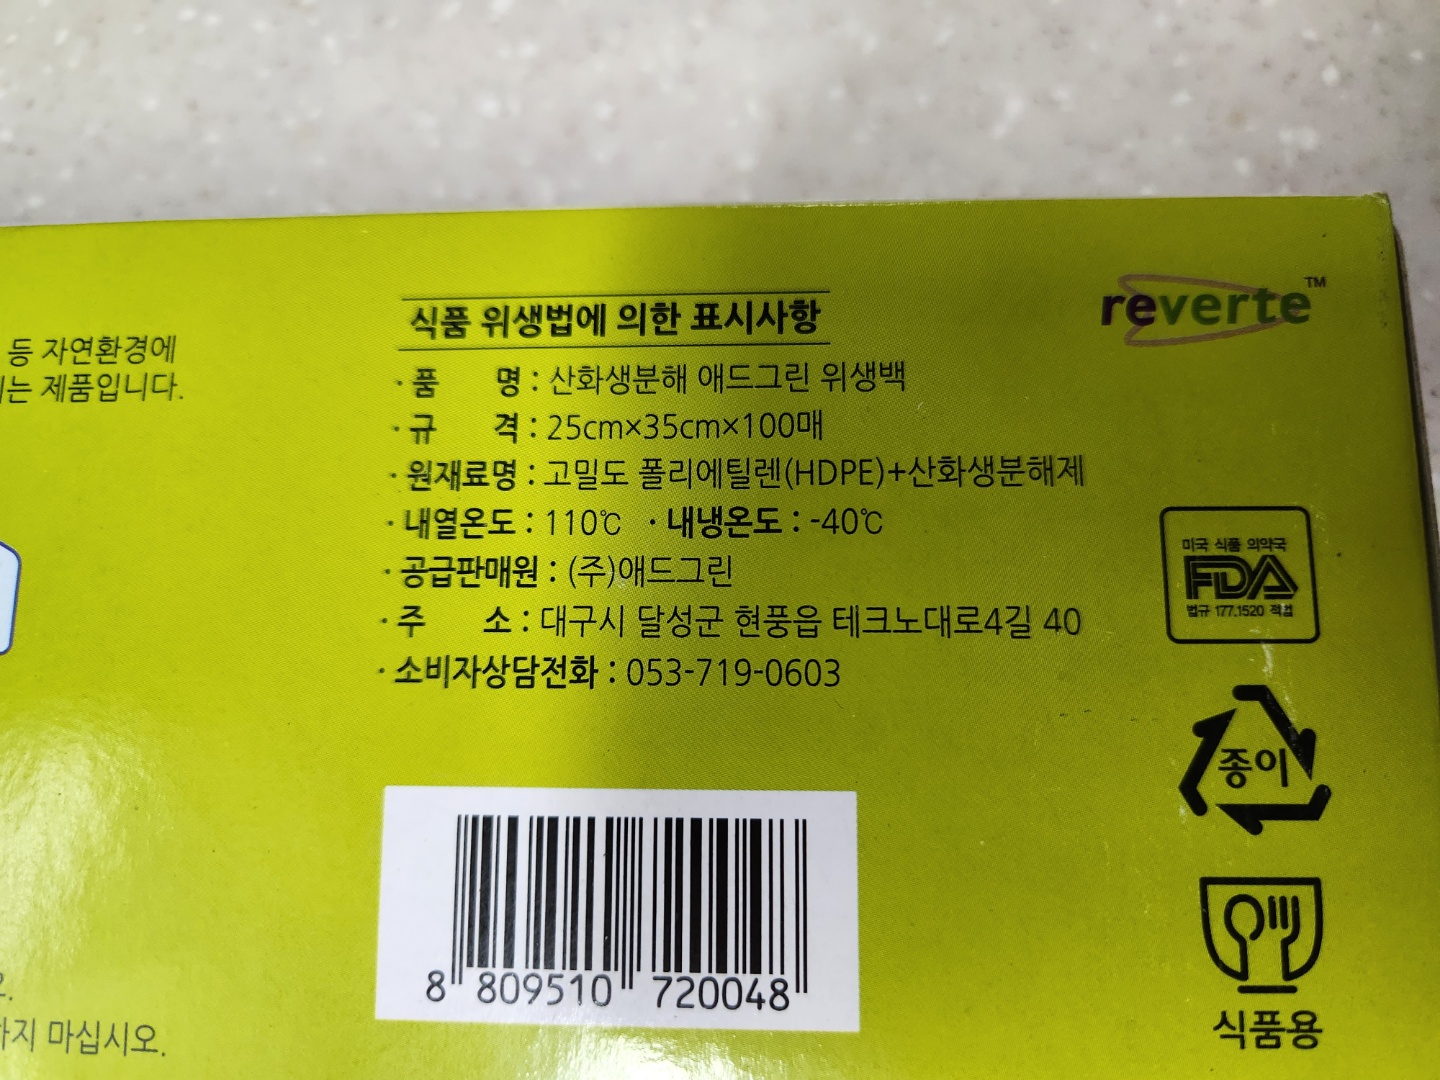 등 자연환경에
는 제품입니다.
식품 위생법에 의한 표시사항
· 품 명 : 산화생분해 애드그린 위생백
· 규 격 : 25cm×35cm×100매
· 원재료명 : 고밀도 폴리에틸렌(HDPE)+산화생분해제
· 내열온도 : 110℃ · 내냉온도 : -40℃
· 공급판매원 : (주)애드그린
· 주 소 : 대구시 달성군 현풍읍 테크노대로4길 40
· 소비자상담전화 : 053-719-0603
reverte™
미국 식품 의약국
FDA
법규 177.1520 적법
종이
식품용
8 809510 720048
하지 마십시오.